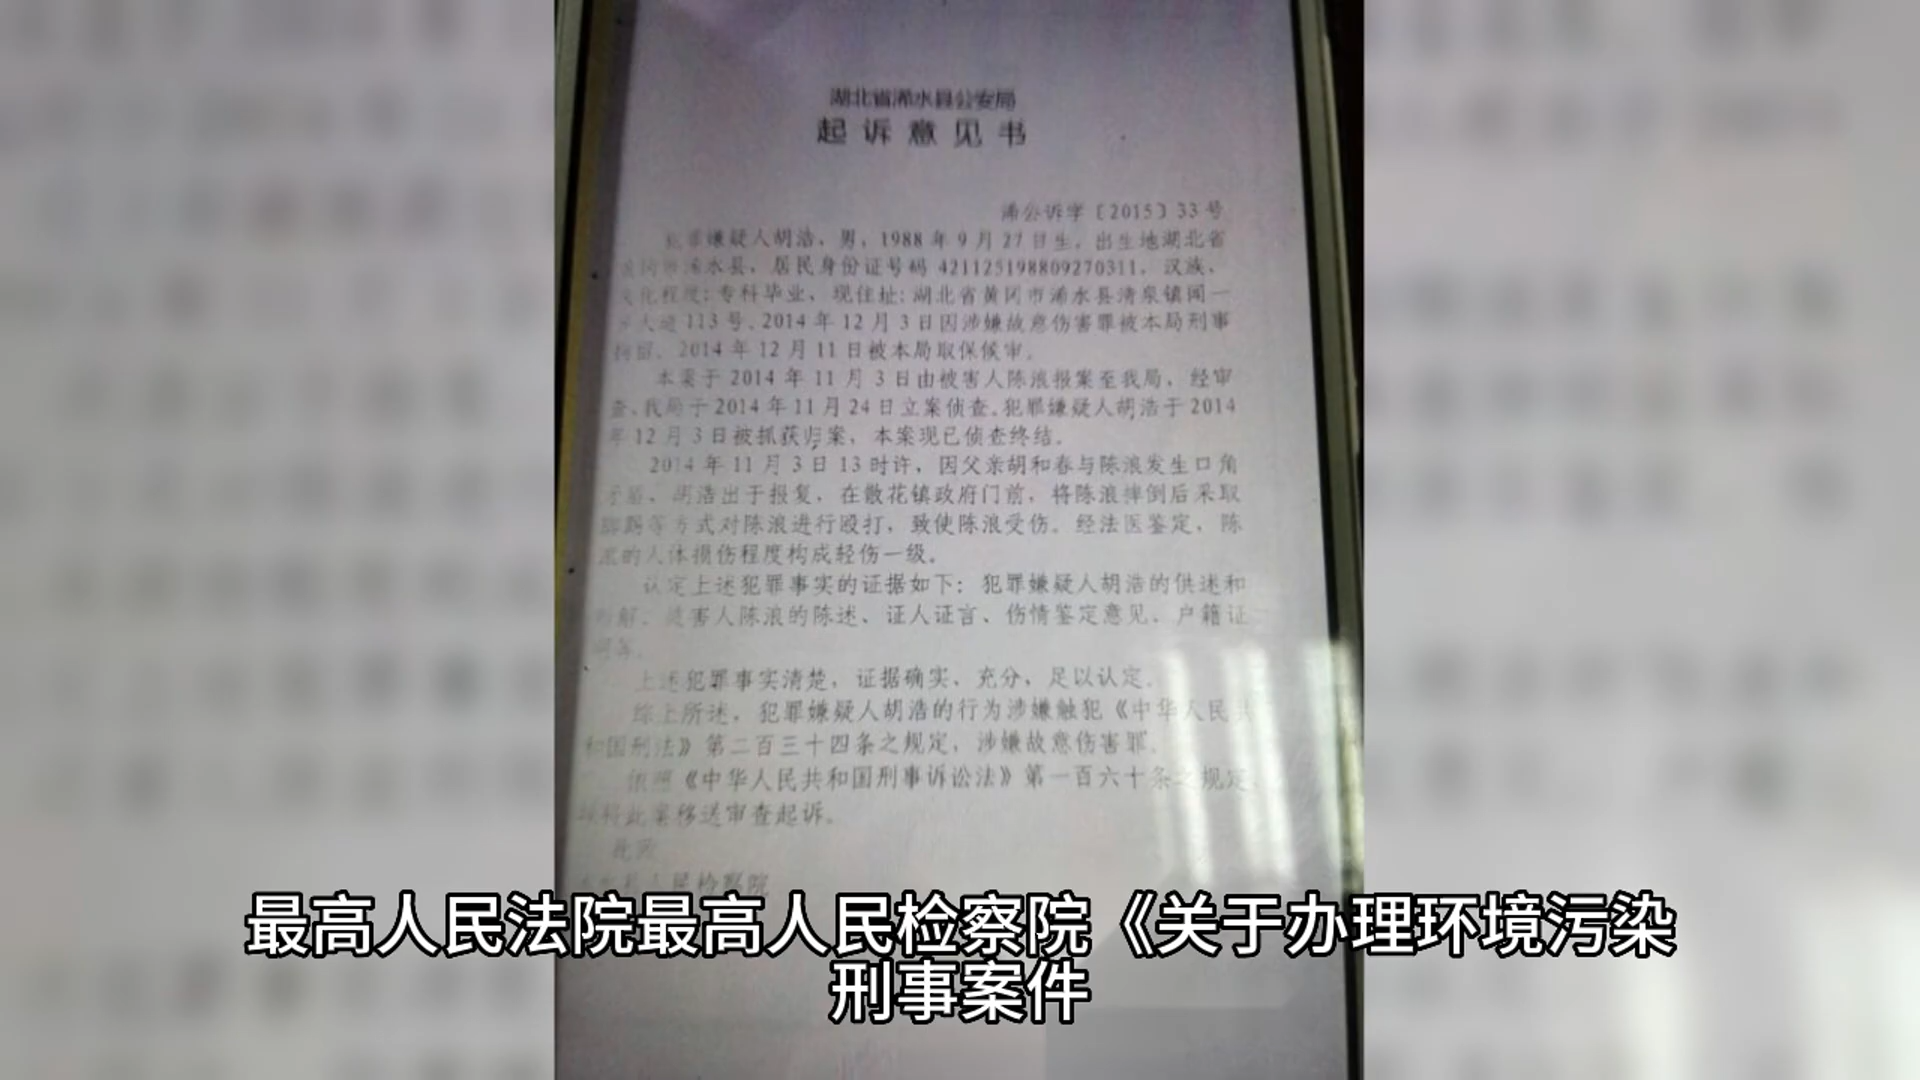 湖北省浠水县公安局
起诉意见书
浠公诉字〔2015〕33号
犯罪嫌疑人胡浩，男，1988年9月27日生，出生地湖北省
浠水县，居民身份证号码421125198809270311，汉族，
文化程度：专科毕业，现住址：湖北省黄冈市浠水县清泉镇闻一
多大道113号。2014年12月3日因涉嫌故意伤害罪被本局刑事
拘留，2014年12月11日被本局取保候审。
本案于2014年11月3日由被害人陈浪报案至我局，经审
查，我局于2014年11月24日立案侦查。犯罪嫌疑人胡浩于2014
年12月3日被抓获归案，本案现已侦查终结。
2014年11月3日13时许，因父亲胡和春与陈浪发生口角
矛盾，胡浩出于报复，在散花镇政府门前，将陈浪摔倒后采取
脚踢等方式对陈浪进行殴打，致使陈浪受伤。经法医鉴定，陈
浪的人体损伤程度构成轻伤一级。
认定上述犯罪事实的证据如下：犯罪嫌疑人胡浩的供述和
辩解、被害人陈浪的陈述、证人证言、伤情鉴定意见、户籍证
明等。
上述犯罪事实清楚，证据确实、充分，足以认定。
综上所述，犯罪嫌疑人胡浩的行为涉嫌触犯《中华人民共
和国刑法》第二百三十四条之规定，涉嫌故意伤害罪。
依照《中华人民共和国刑事诉讼法》第一百六十条之规定，
现将此案移送审查起诉。
此致
人民检察院
最高人民法院最高人民检察院《关于办理环境污染
刑事案件